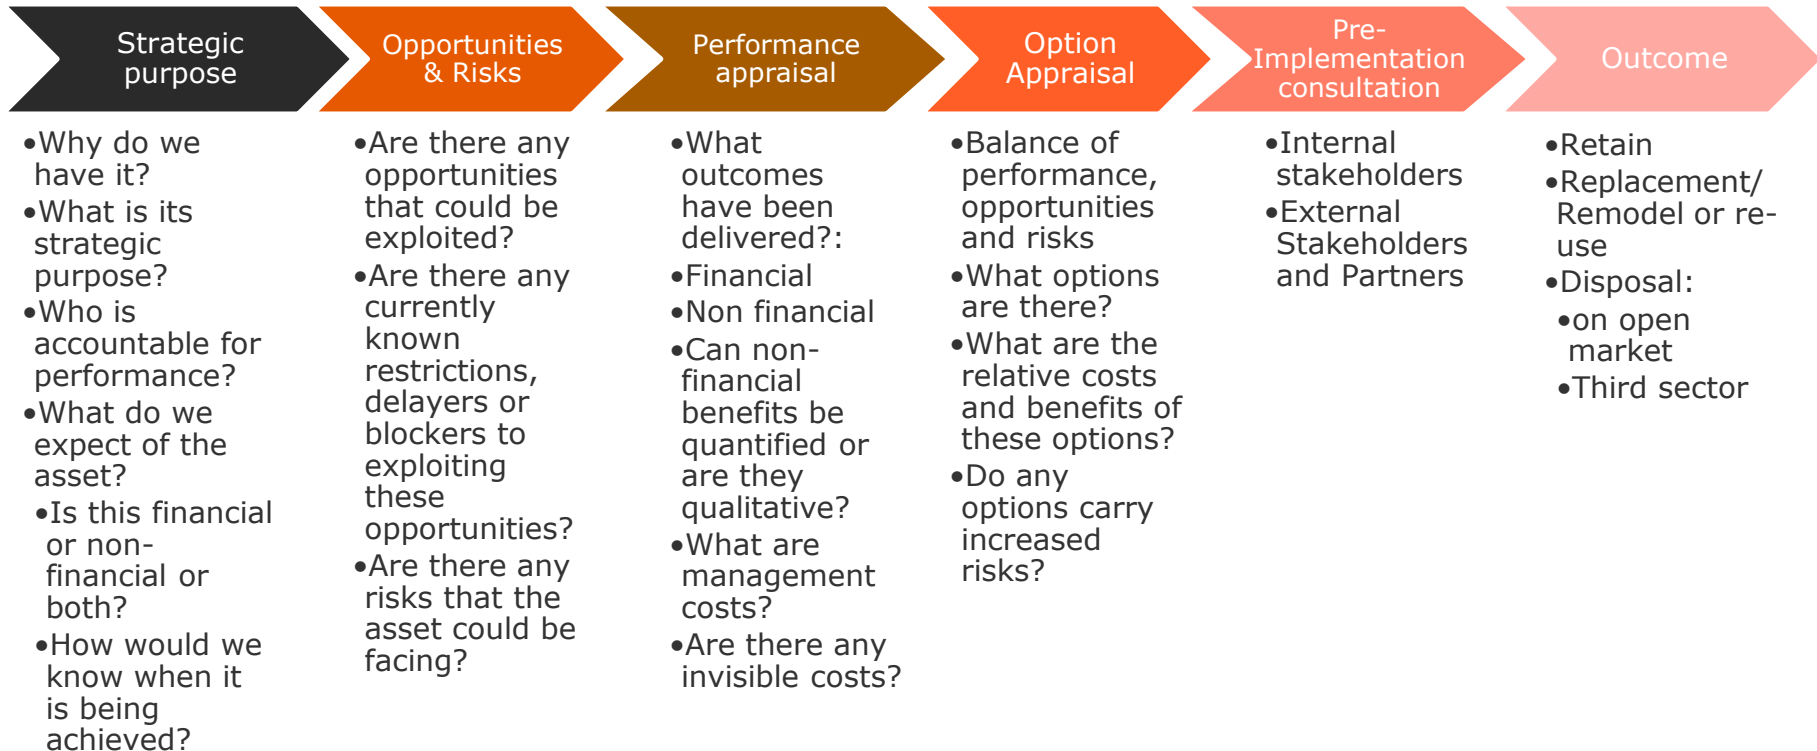 Strategic
purpose
•Why do we
have it?
•What is its
strategic
purpose?
•Who is
accountable for
performance?
•What do we
expect of the
asset?
•Is this financial
or non-
financial or
both?
•How would we
know when it
is being
achieved?
Opportunities
& Risks
•Are there any
opportunities
that could be
exploited?
•Are there any
currently
known
restrictions,
delayers or
blockers to
exploiting
these
opportunities?
•Are there any
risks that the
asset could be
facing?
Performance
appraisal
•What
outcomes
have been
delivered?:
•Financial
•Non financial
•Can non-
financial
benefits be
quantified or
are they
qualitative?
•What are
management
costs?
•Are there any
invisible costs?
Option
Appraisal
•Balance of
performance,
opportunities
and risks
•What options
are there?
•What are the
relative costs
and benefits of
these options?
•Do any
options carry
increased
risks?
Pre-
Implementation
consultation
•Internal
stakeholders
•External
Stakeholders
and Partners
Outcome
•Retain
•Replacement/
Remodel or re-
use
•Disposal:
•on open
market
•Third sector